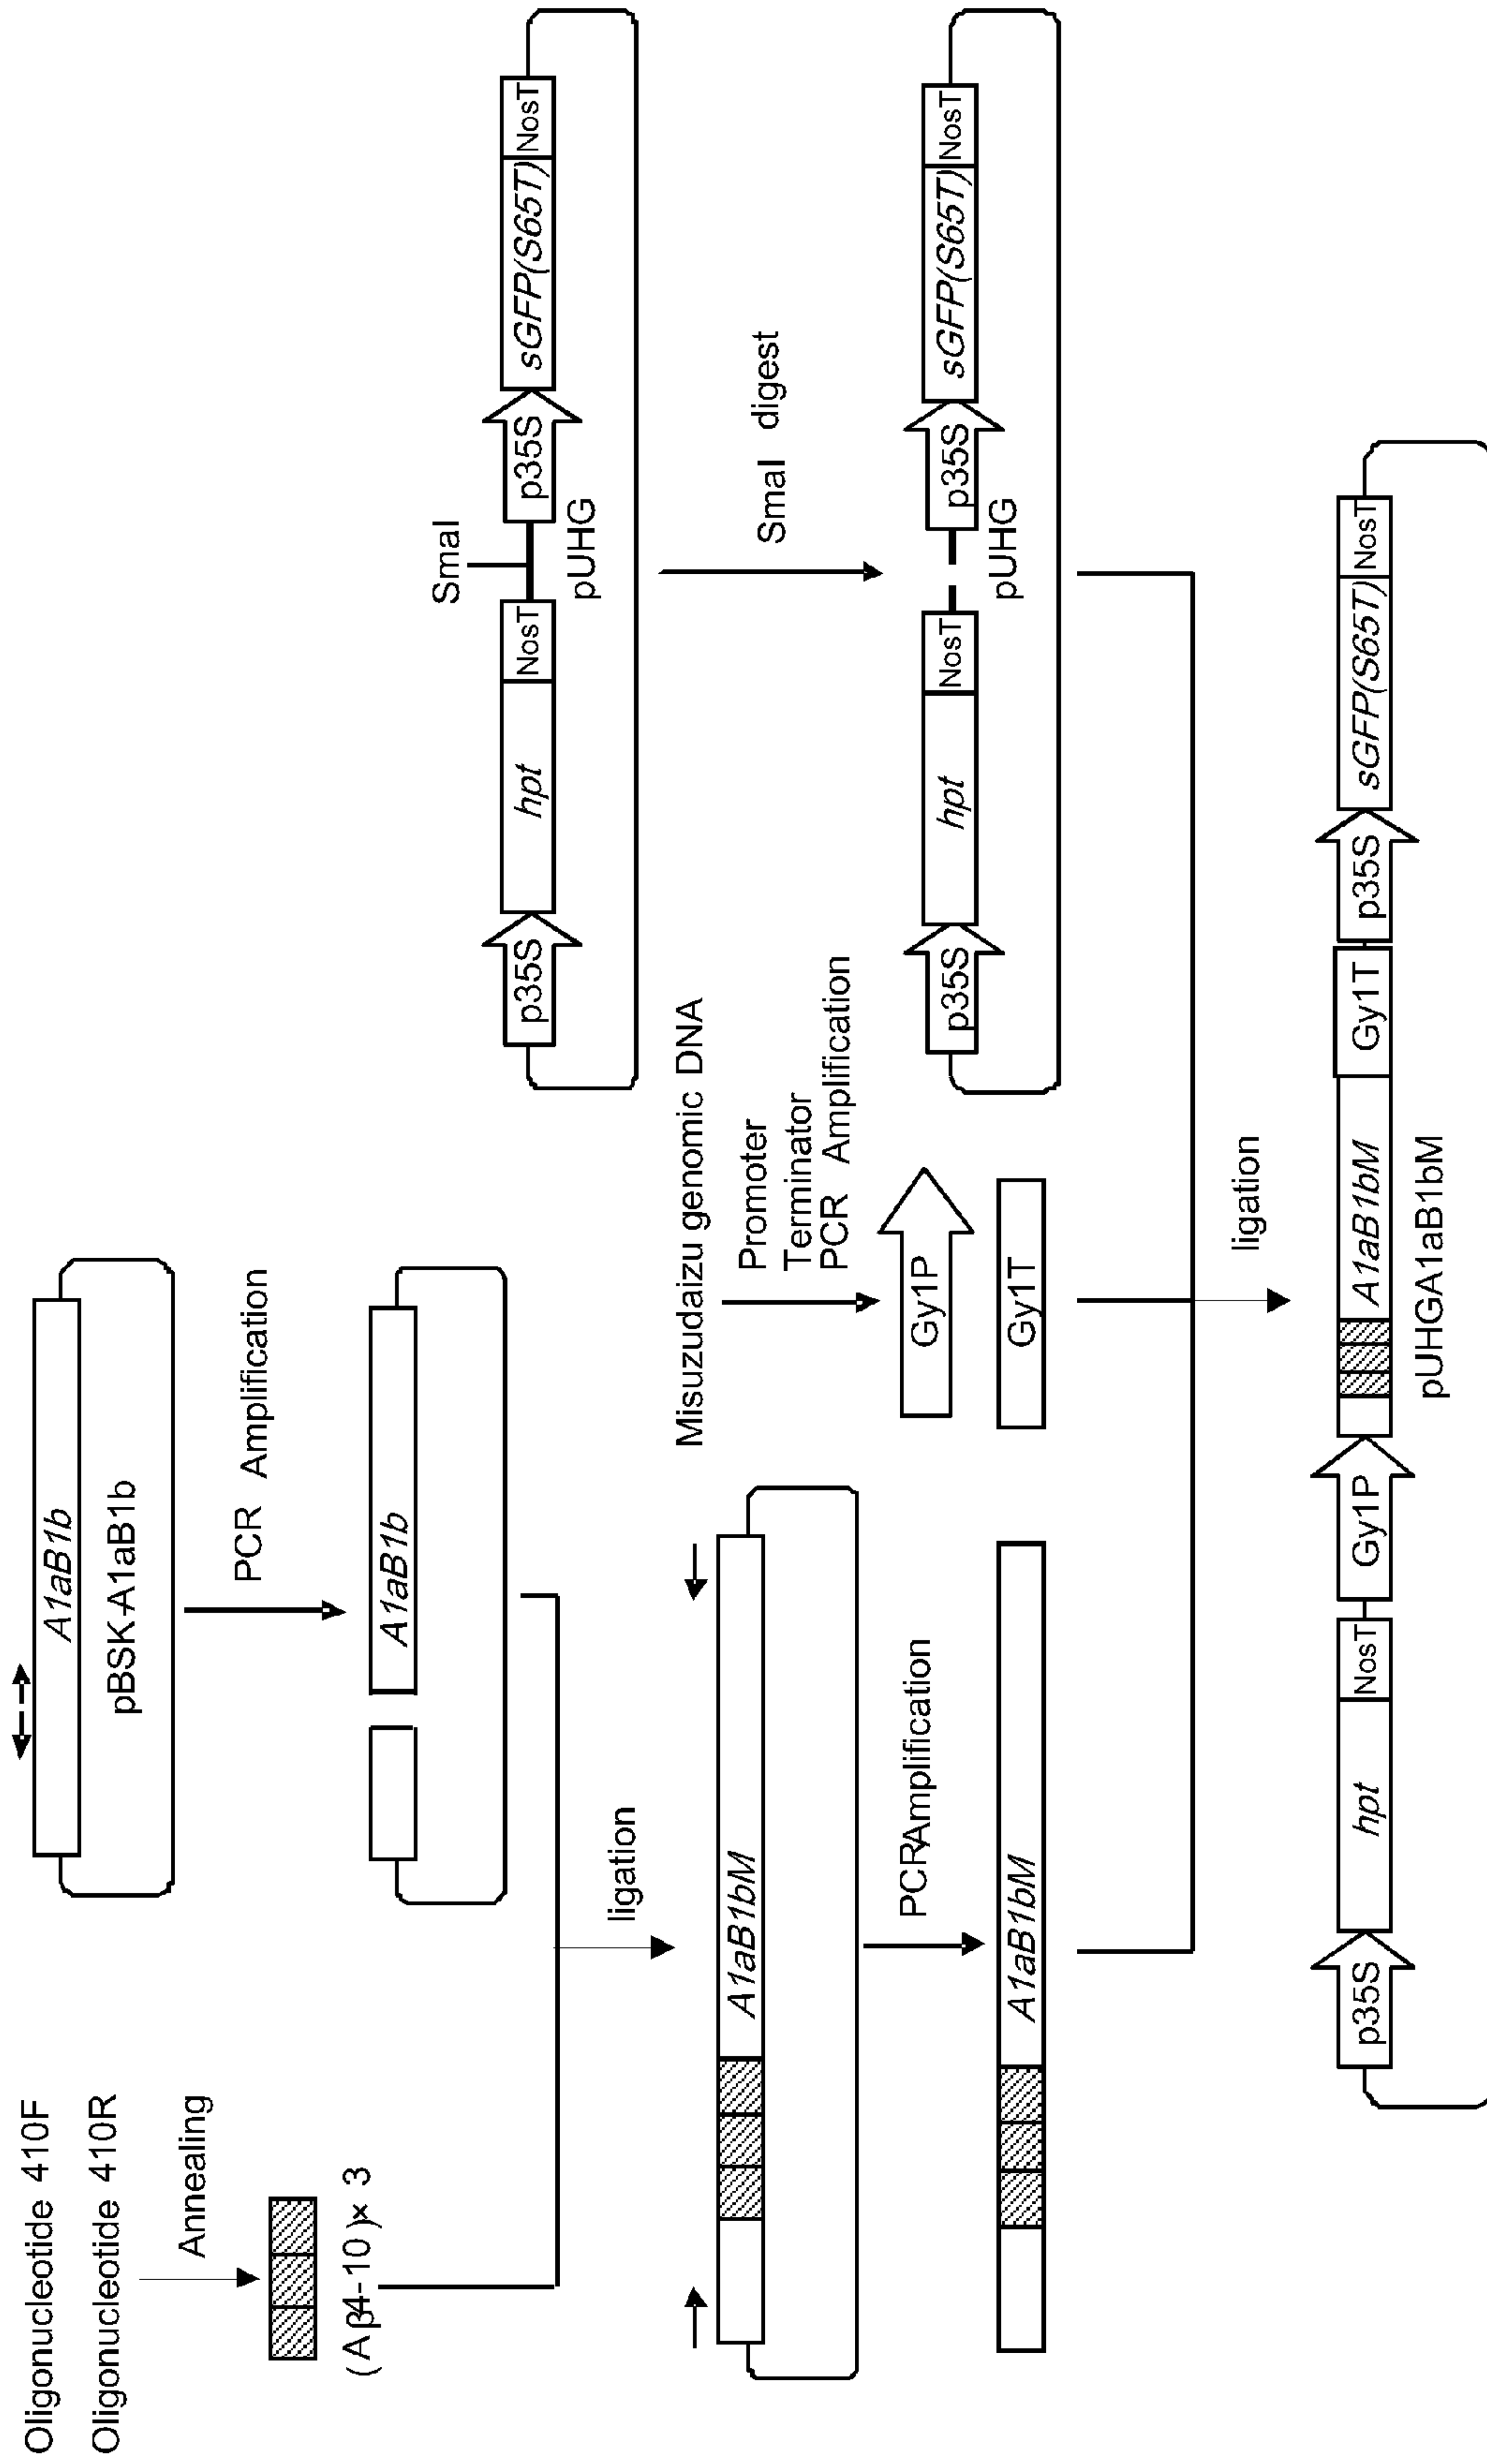 Oligonucleotide 410F
Oligonucleotide 410R
Annealing
(Aβ4-10)× 3
A1aB1b
pBSK-A1aB1b
PCR Amplification
A1aB1b
ligation
A1aB1bM
PCR Amplification
A1aB1bM
Misuzudaizu genomic DNA
Promoter
Terminator
PCR Amplification
Gy1P
Gy1T
SmaI
p35S
hpt
NosT
p35S
sGFP(S65T)
NosT
pUHG
SmaI digest
p35S
hpt
NosT
p35S
sGFP(S65T)
NosT
pUHG
ligation
p35S
hpt
NosT
Gy1P
A1aB1bM
Gy1T
p35S
sGFP(S65T)
NosT
pUHGA1aB1bM